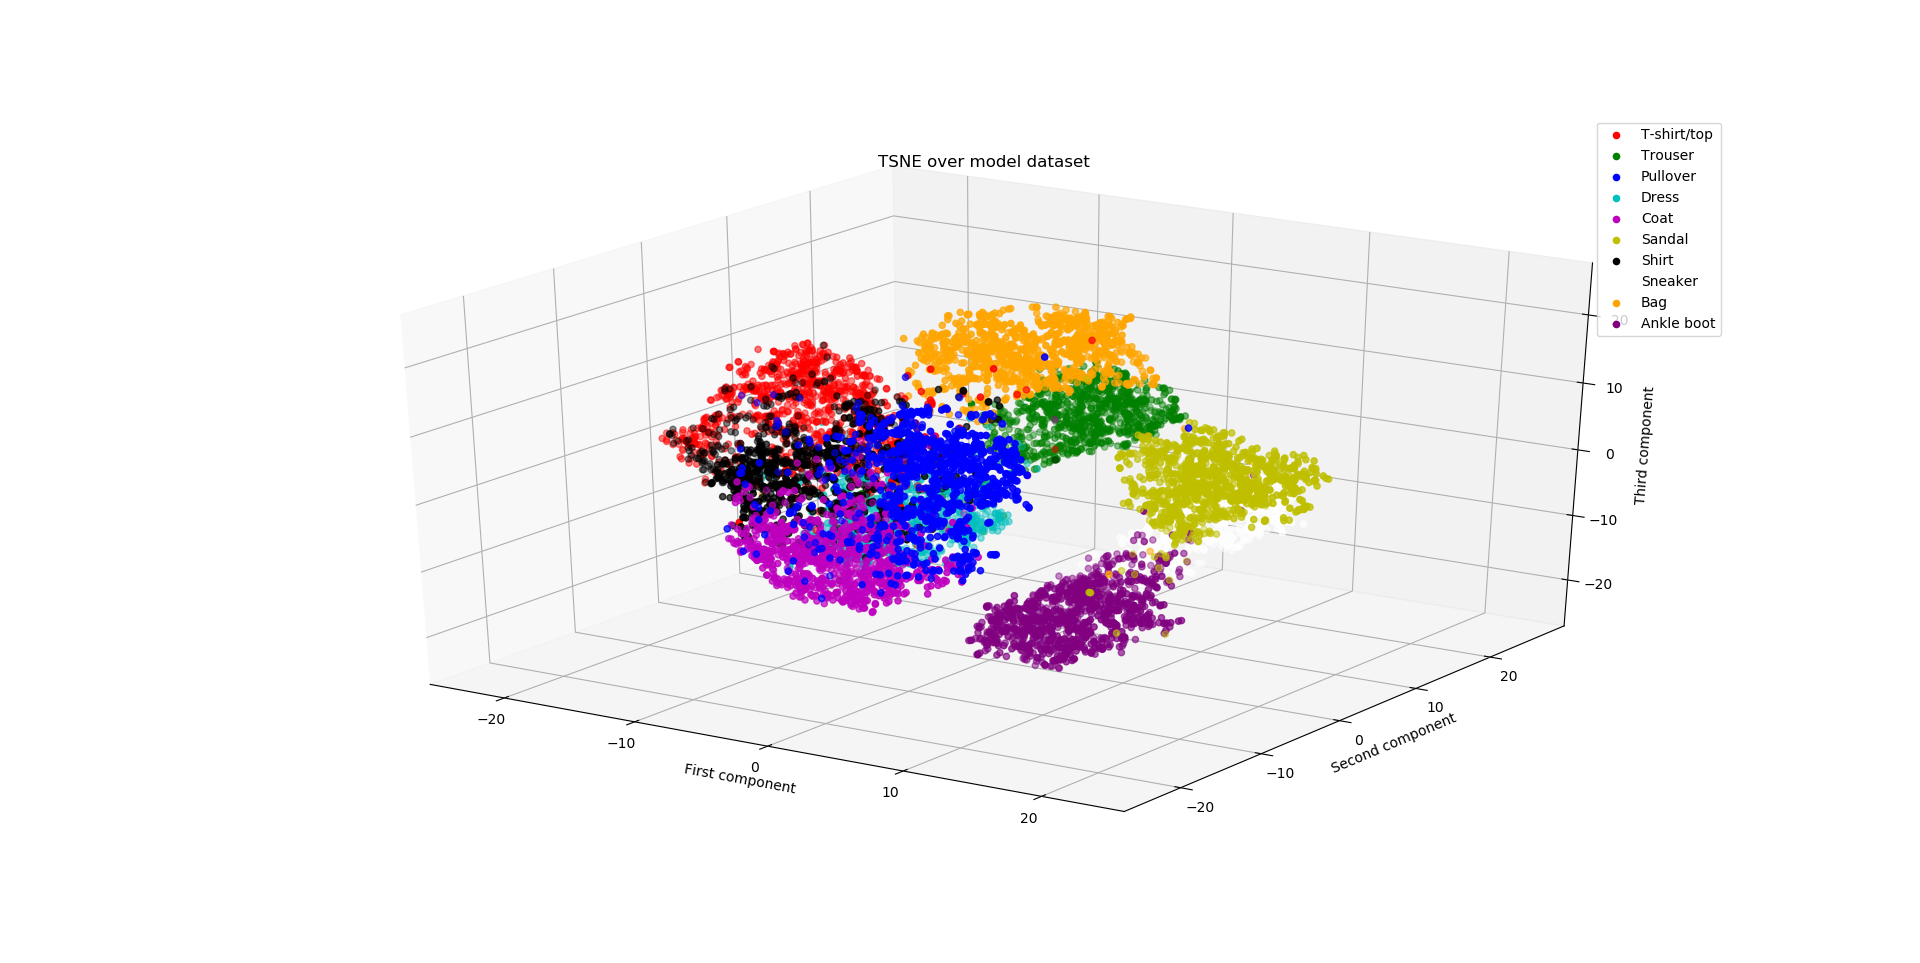 TSNE over model dataset
T-shirt/top
Trouser
Pullover
Dress
Coat
Sandal
Shirt
Sneaker
Bag
Ankle boot
20
10
0
−10
−20
Third component
−20
−10
0
10
20
First component
−20
−10
0
10
20
Second component